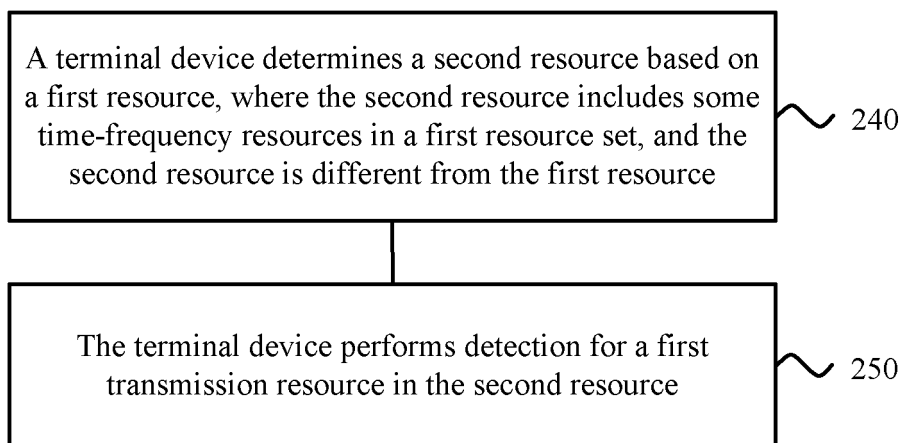 A terminal device determines a second resource based on
a first resource, where the second resource includes some
time-frequency resources in a first resource set, and the
second resource is different from the first resource
240
The terminal device performs detection for a first
transmission resource in the second resource
250